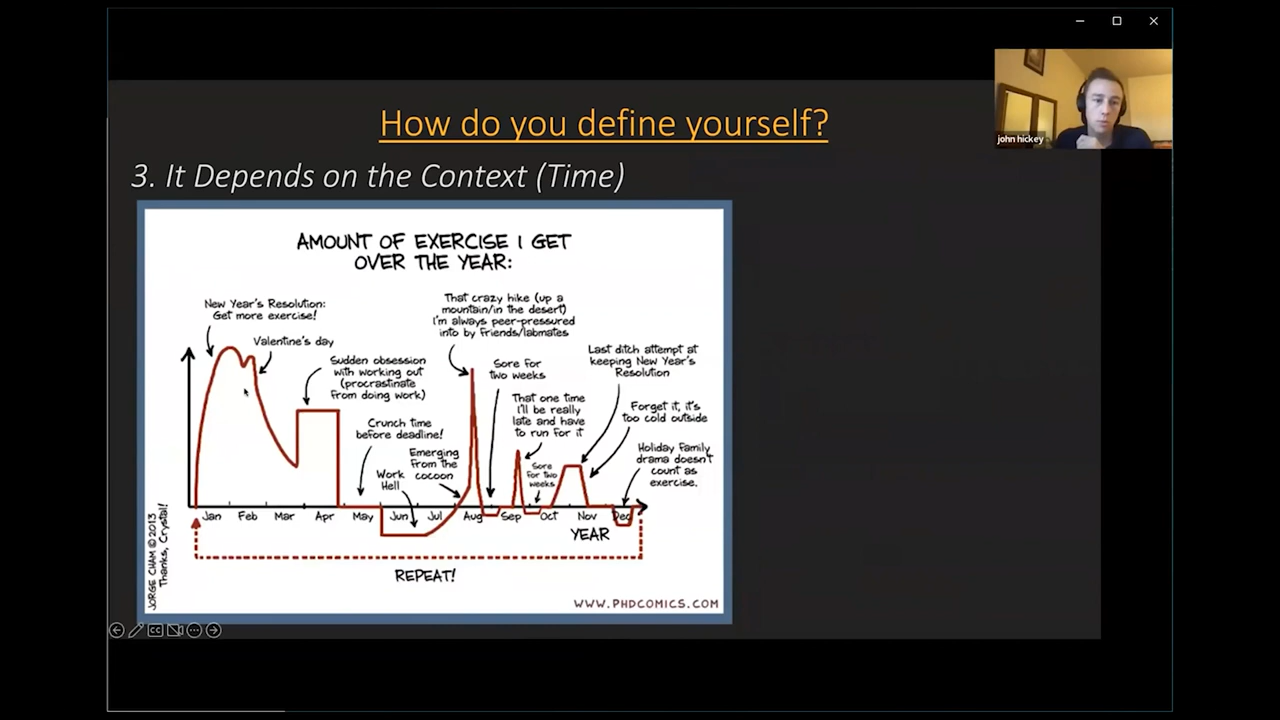 How do you define yourself?
john hickey
3. It Depends on the Context (Time)
AMOUNT OF EXERCISE I GET
OVER THE YEAR:
New Year's Resolution:
Get more exercise!
Valentine's day
Sudden obsession
with working out
(procrastinate
from doing work)
Crunch time
before deadline!
Work
Hell
Emerging
from the
cocoon
That crazy hike (up a
mountain/in the desert)
I'm always peer-pressured
into by friends/labmates
Sore for
two weeks
That one time
I'll be really
late and have
to run for it
Sore
for two
weeks
Last ditch attempt at
keeping New Year's
Resolution
Forget it, it's
too cold outside
Holiday family
drama doesn't
count as
exercise.
Jan Feb Mar Apr May Jun Jul Aug Sep Oct Nov Dec
YEAR
REPEAT!
JORGE CHAM © 2013
Thanks, Crystal!
WWW.PHDCOMICS.COM
CC